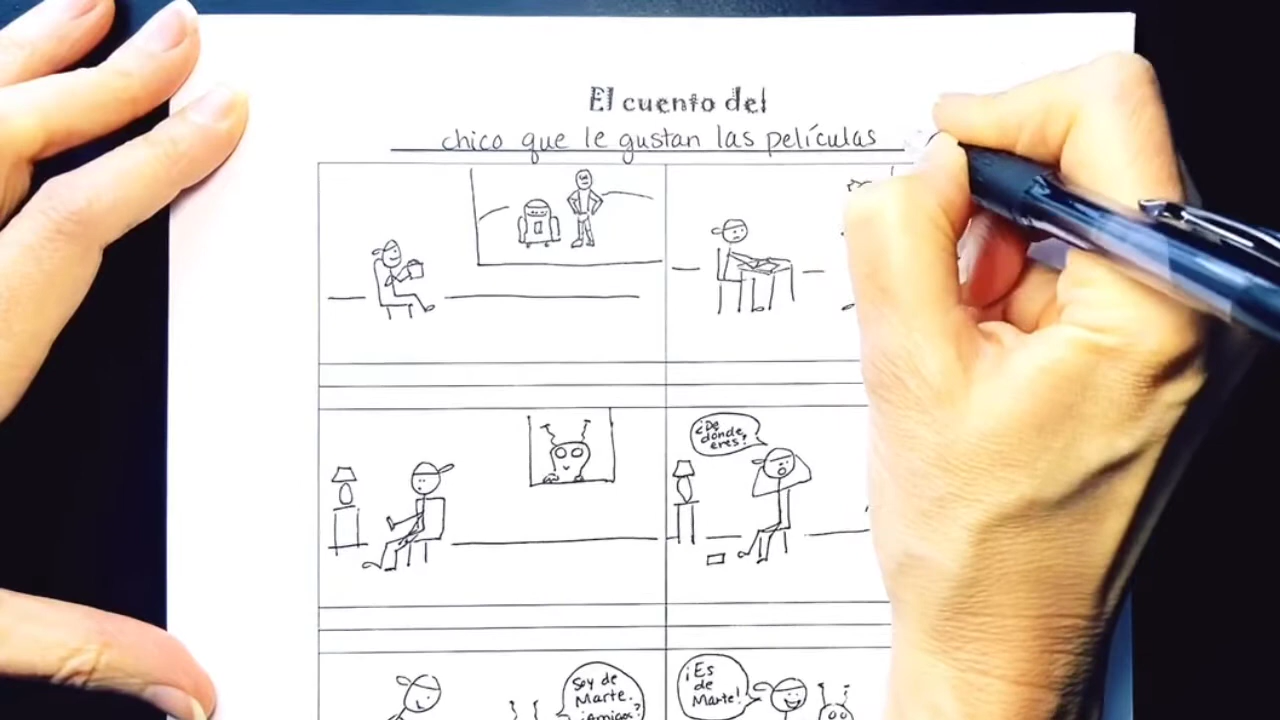 El cuento del
chico que le gustan las películas
¿De
dónde
eres?
Soy de
Marte.
¿Amigos?
¡Es
de
Marte!